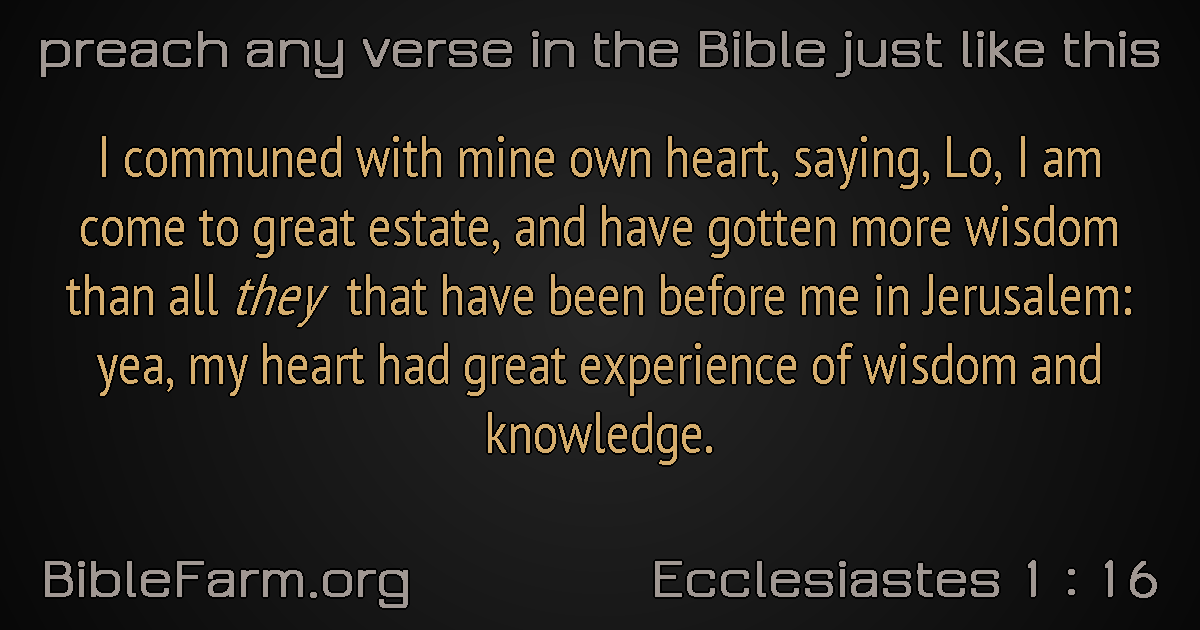 preach any verse in the Bible just like this
I communed with mine own heart, saying, Lo, I am
come to great estate, and have gotten more wisdom
than all they that have been before me in Jerusalem:
yea, my heart had great experience of wisdom and
knowledge.
BibleFarm.org
Ecclesiastes 1 : 16